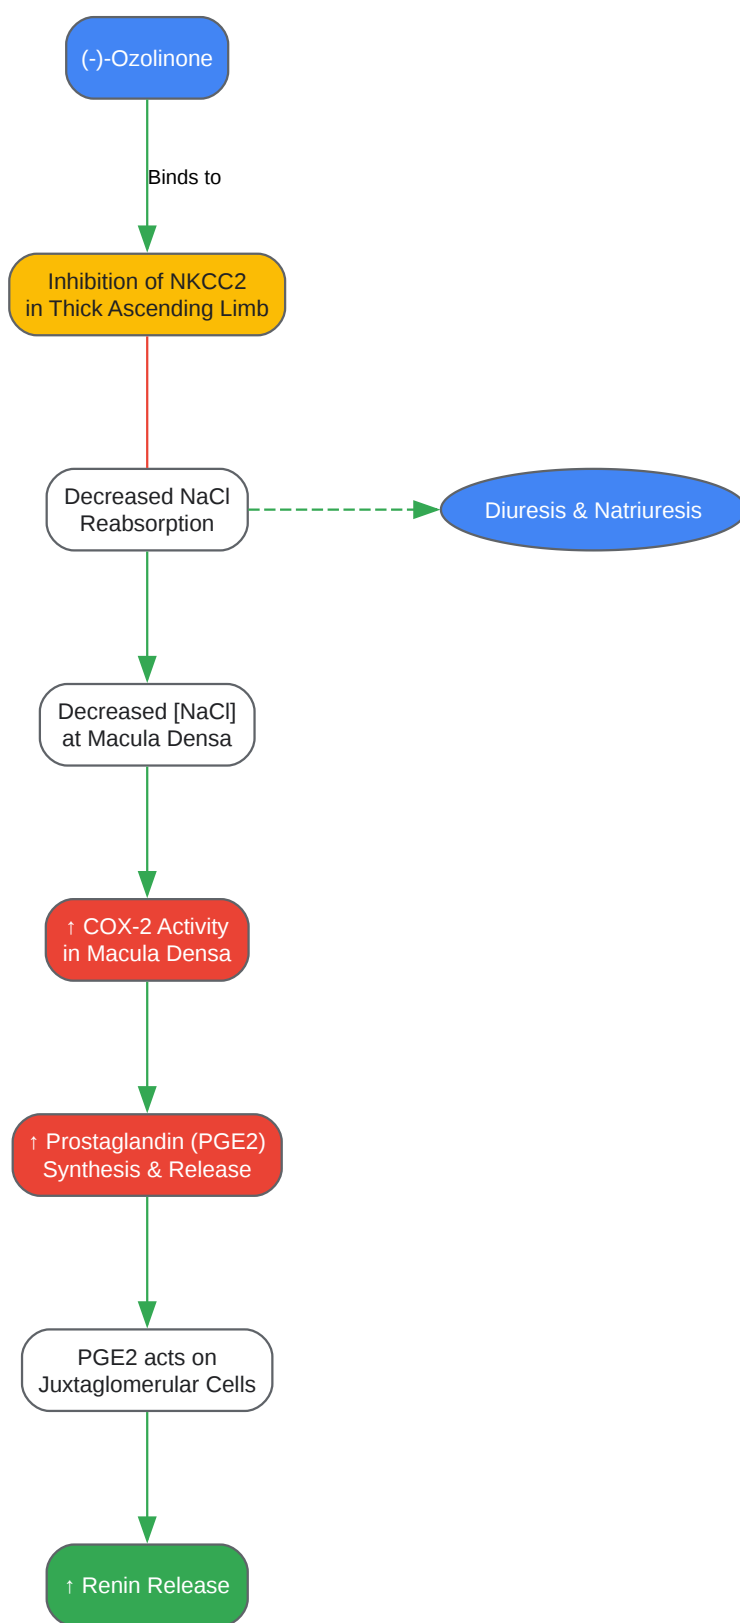 (-)-Ozolinone
Binds to
Inhibition of NKCC2
in Thick Ascending Limb
Decreased NaCl
Reabsorption
Diuresis & Natriuresis
Decreased [NaCl]
at Macula Densa
↑ COX-2 Activity
in Macula Densa
↑ Prostaglandin (PGE2)
Synthesis & Release
PGE2 acts on
Juxtaglomerular Cells
↑ Renin Release